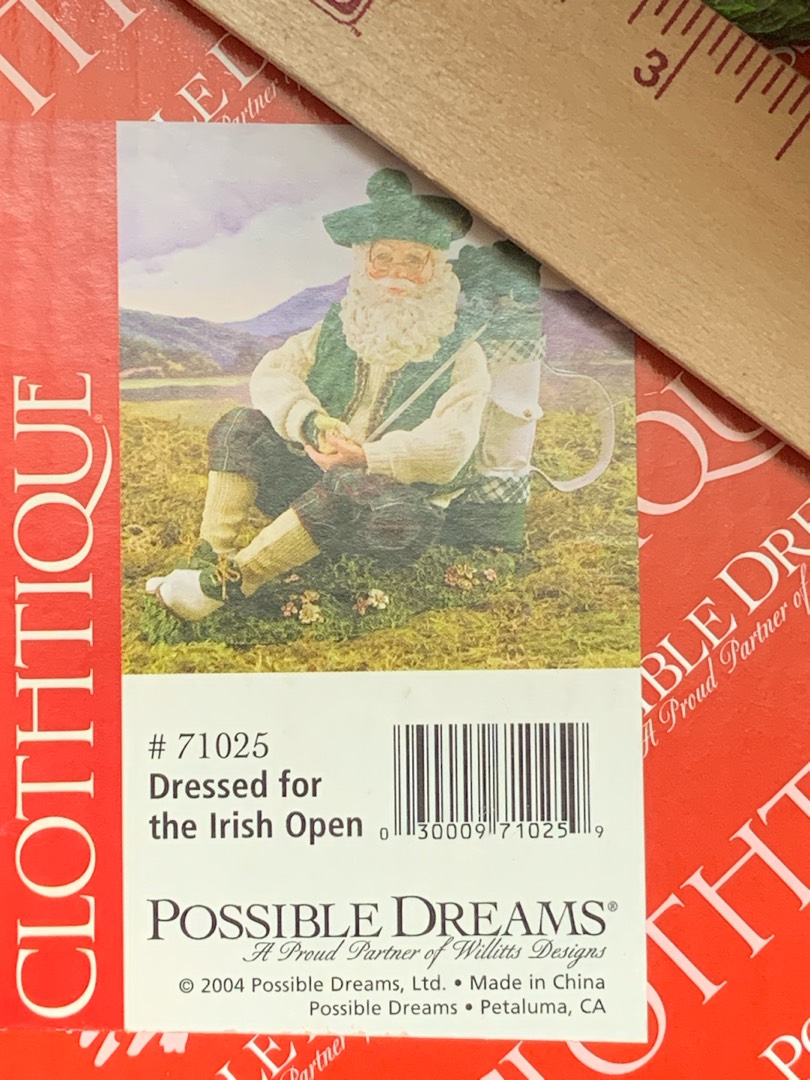 3
CLOTHTIQUE®
# 71025
Dressed for
the Irish Open
0 30009 71025 9
POSSIBLE DREAMS®
A Proud Partner of Willitts Designs
© 2004 Possible Dreams, Ltd. • Made in China
Possible Dreams • Petaluma, CA